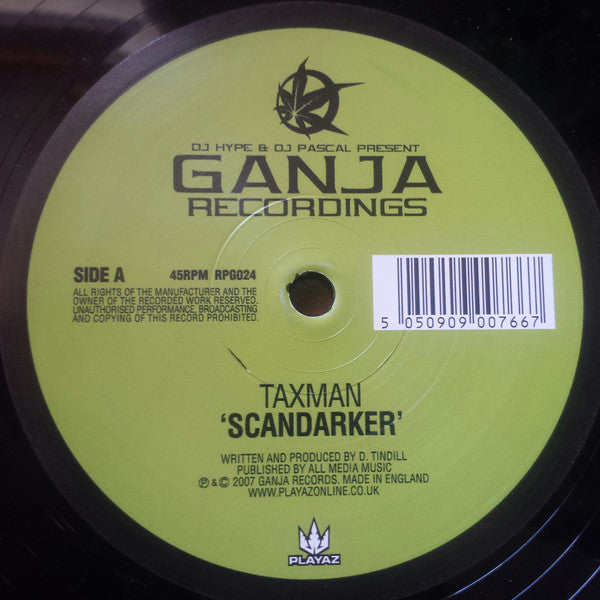 DJ HYPE & DJ PASCAL PRESENT
GANJA
RECORDINGS
SIDE A 45RPM RPG024
ALL RIGHTS OF THE MANUFACTURER AND THE
OWNER OF THE RECORDED WORK RESERVED.
UNAUTHORISED PERFORMANCE, BROADCASTING
AND COPYING OF THIS RECORD PROHIBITED.
5 050909 007667
TAXMAN
'SCANDARKER'
WRITTEN AND PRODUCED BY D. TINDILL
PUBLISHED BY ALL MEDIA MUSIC
℗ & © 2007 GANJA RECORDS. MADE IN ENGLAND
WWW.PLAYAZONLINE.CO.UK
PLAYAZ